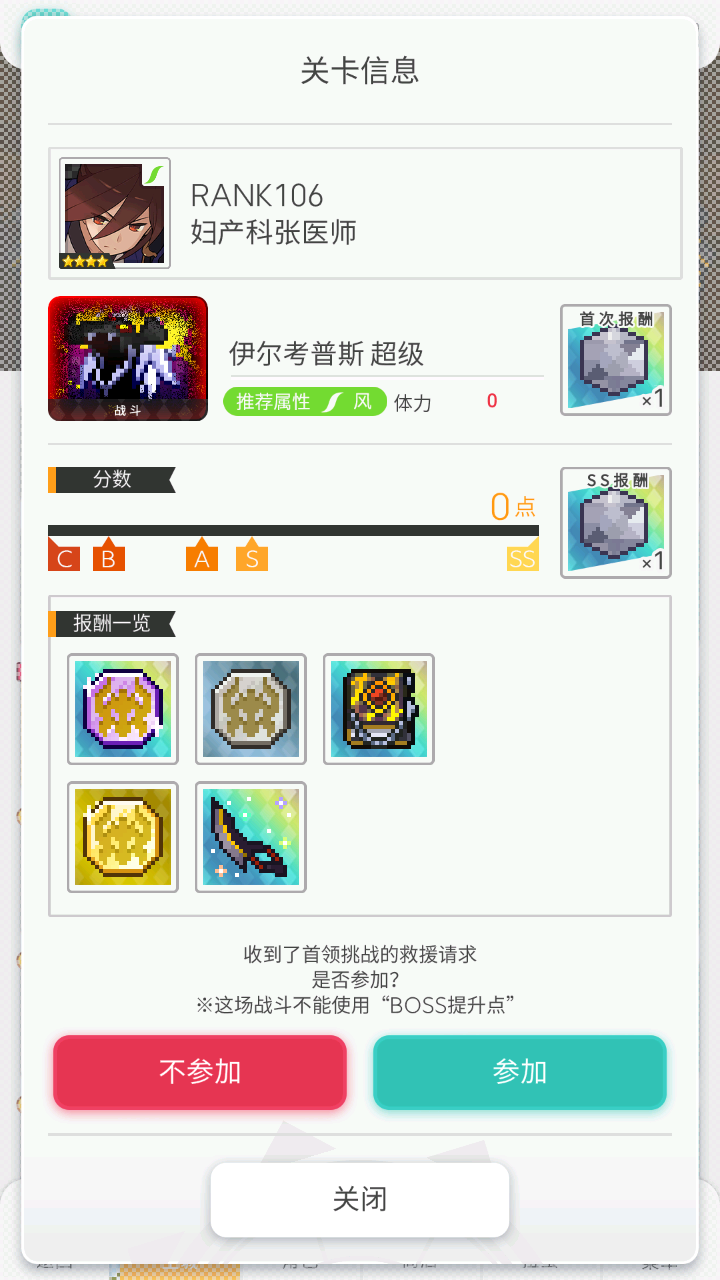 关卡信息
RANK106
妇产科张医师
战斗
伊尔考普斯 超级
推荐属性 风 体力 0
首次报酬
×1
分数
0点
C B A S SS
SS报酬
×1
报酬一览
收到了首领挑战的救援请求
是否参加?
※这场战斗不能使用“BOSS提升点”
不参加 参加
关闭